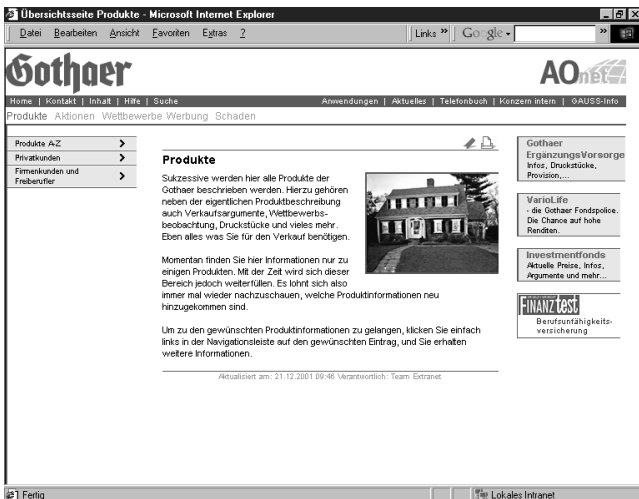 Übersichtsseite Produkte - Microsoft Internet Explorer
Datei Bearbeiten Ansicht Favoriten Extras ? Links » Google »
Gothaer
AOnet
Home | Kontakt | Inhalt | Hilfe | Suche Anwendungen | Aktuelles | Telefonbuch | Konzern intern | GAUSS-Info
Produkte Aktionen Wettbewerbe Werbung Schaden
Produkte A-Z
Privatkunden
Firmenkunden und
Freiberufler
Produkte
Sukzessive werden hier alle Produkte der
Gothaer beschrieben werden. Hierzu gehören
neben der eigentlichen Produktbeschreibung
auch Verkaufsargumente, Wettbewerbs-
beobachtung, Druckstücke und vieles mehr.
Eben alles was Sie für den Verkauf benötigen.
Momentan finden Sie hier Informationen nur zu
einigen Produkten. Mit der Zeit wird sich dieser
Bereich jedoch weiterfüllen. Es lohnt sich also
immer mal wieder nachzuschauen, welche Produktinformationen neu
hinzugekommen sind.
Um zu den gewünschten Produktinformationen zu gelangen, klicken Sie einfach
links in der Navigationsleiste auf den gewünschten Eintrag, und Sie erhalten
weitere Informationen.
Aktualisiert am: 21.12.2001 09:46 Verantwortlich: Team Extranet
Gothaer
ErgänzungsVorsorge
Infos, Druckstücke,
Provision,...
VarioLife
- die Gothaer Fondspolice.
Die Chance auf hohe
Renditen.
Investmentfonds
Aktuelle Preise, Infos,
Argumente und mehr...
FINANZtest
Berufsunfähigkeits-
versicherung
Fertig Lokales Intranet